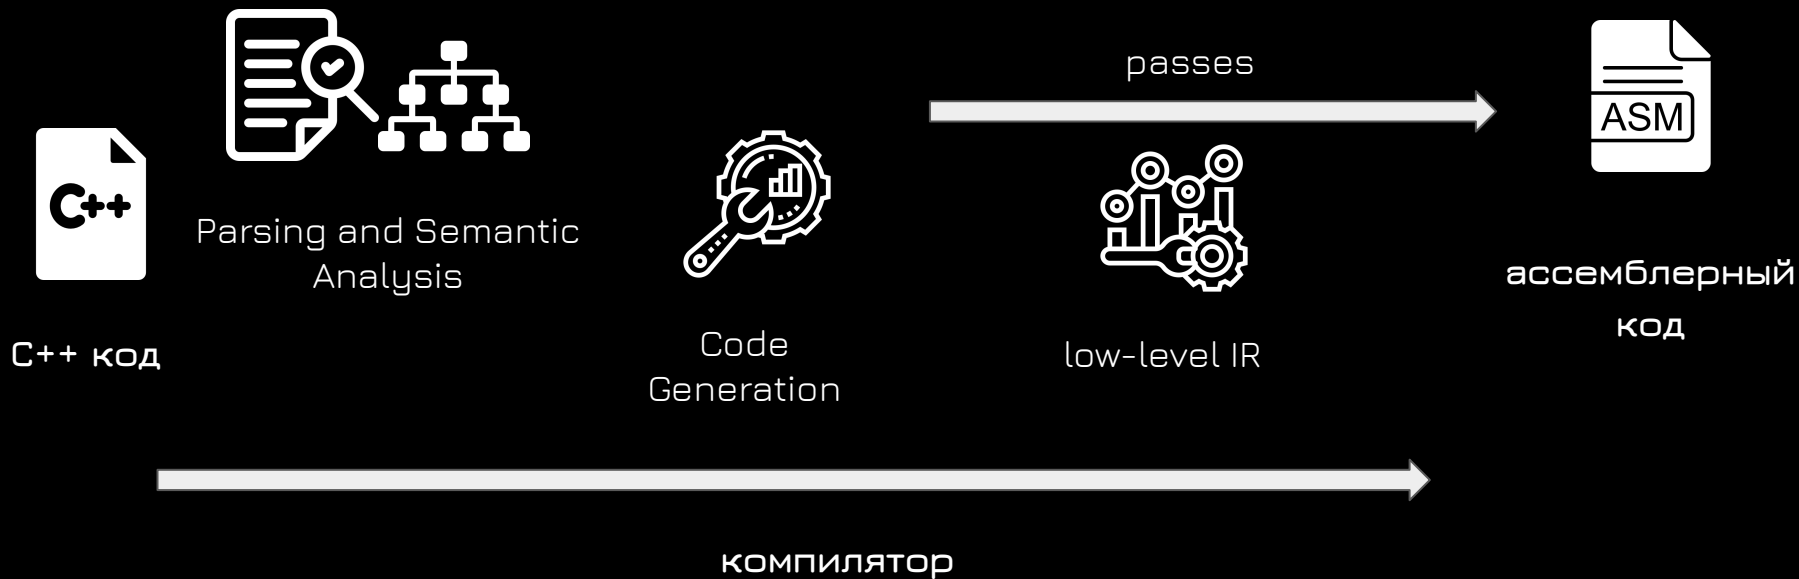 C++
C++ код
Parsing and Semantic
Analysis
Code
Generation
passes
low-level IR
ASM
ассемблерный
код
компилятор